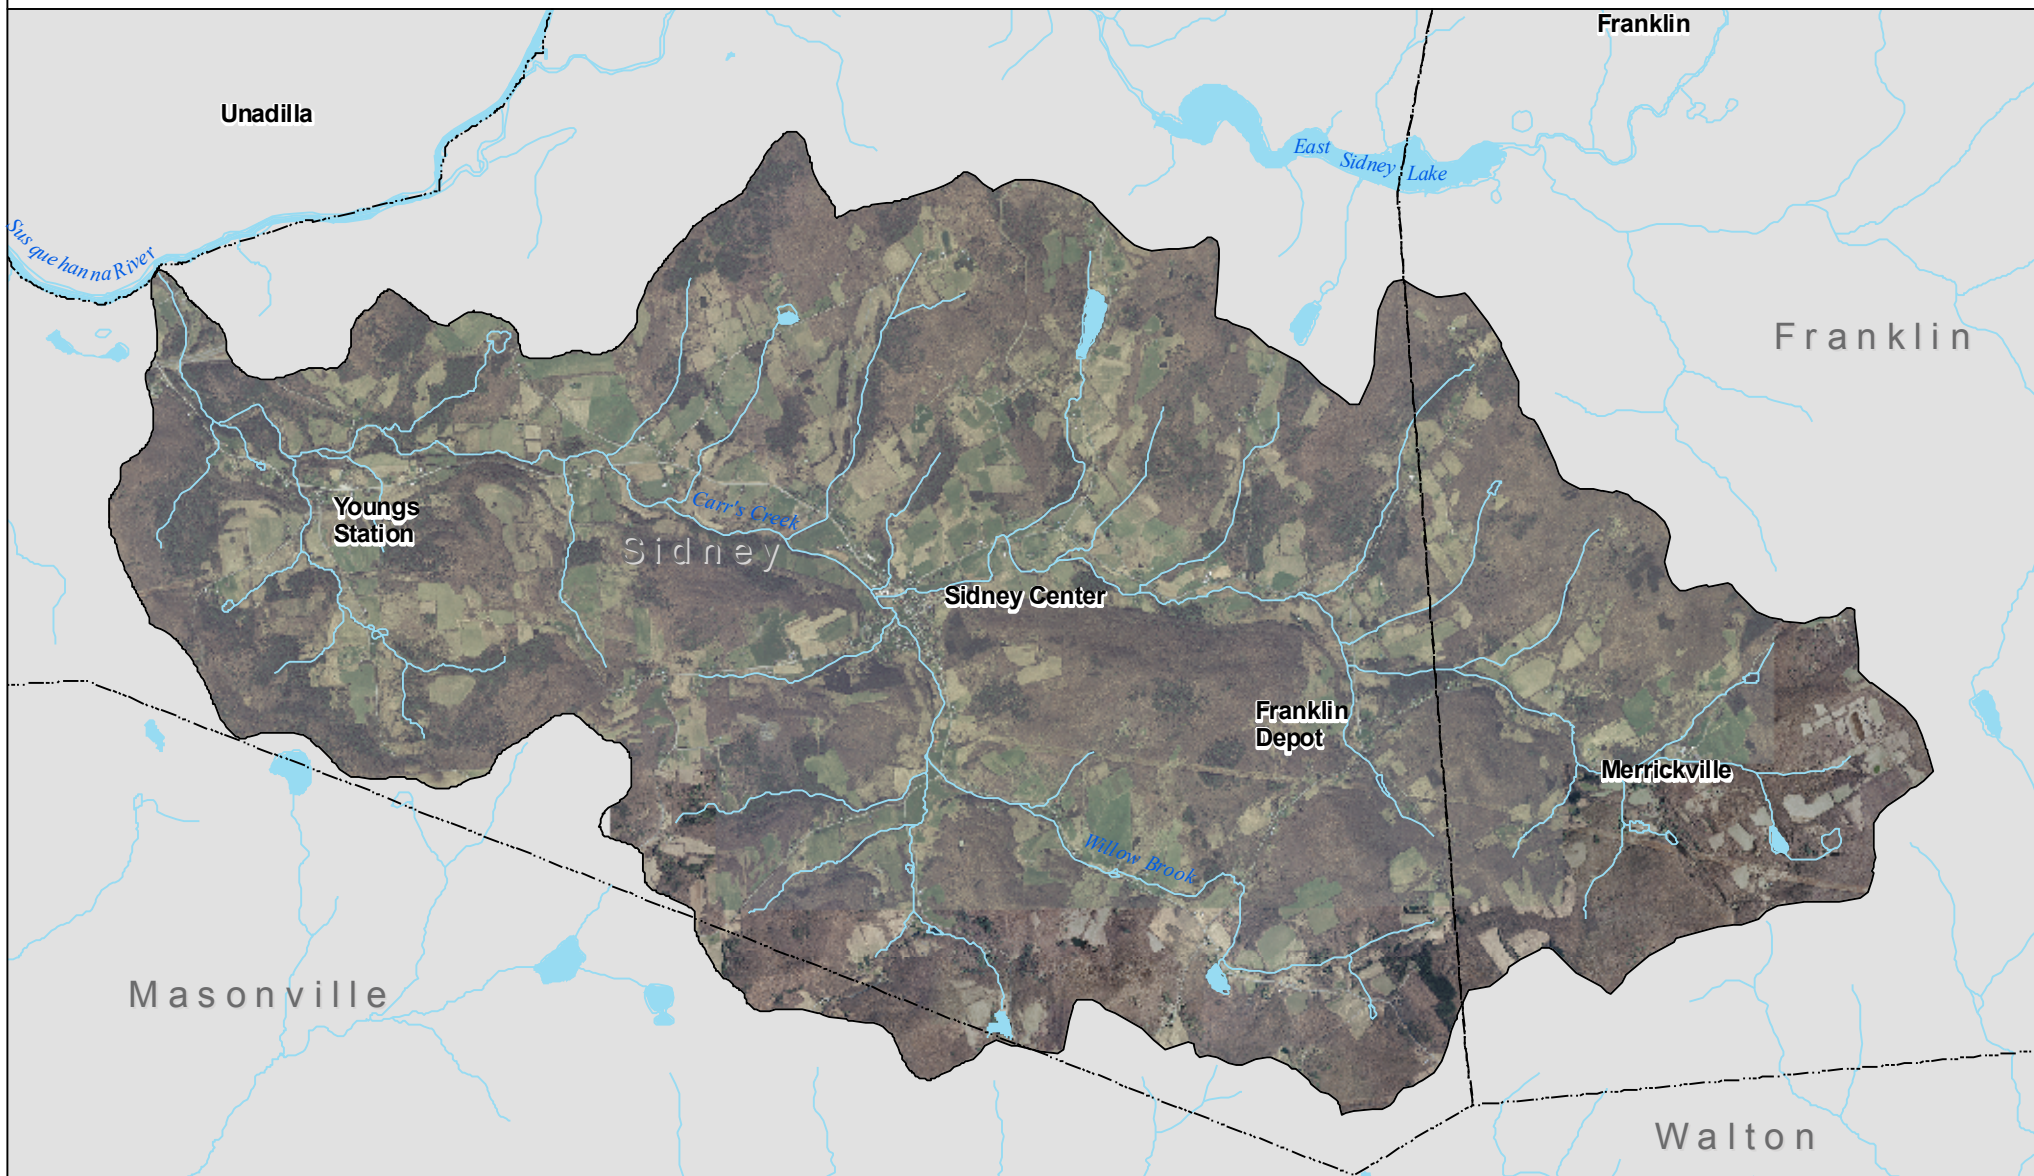 Franklin
Unadilla
East Sidney Lake
Susquehanna River
Franklin
Carr's Creek
Youngs
Station
Sidney
Sidney Center
Franklin
Depot
Merrickville
Willow Brook
Masonville
Walton